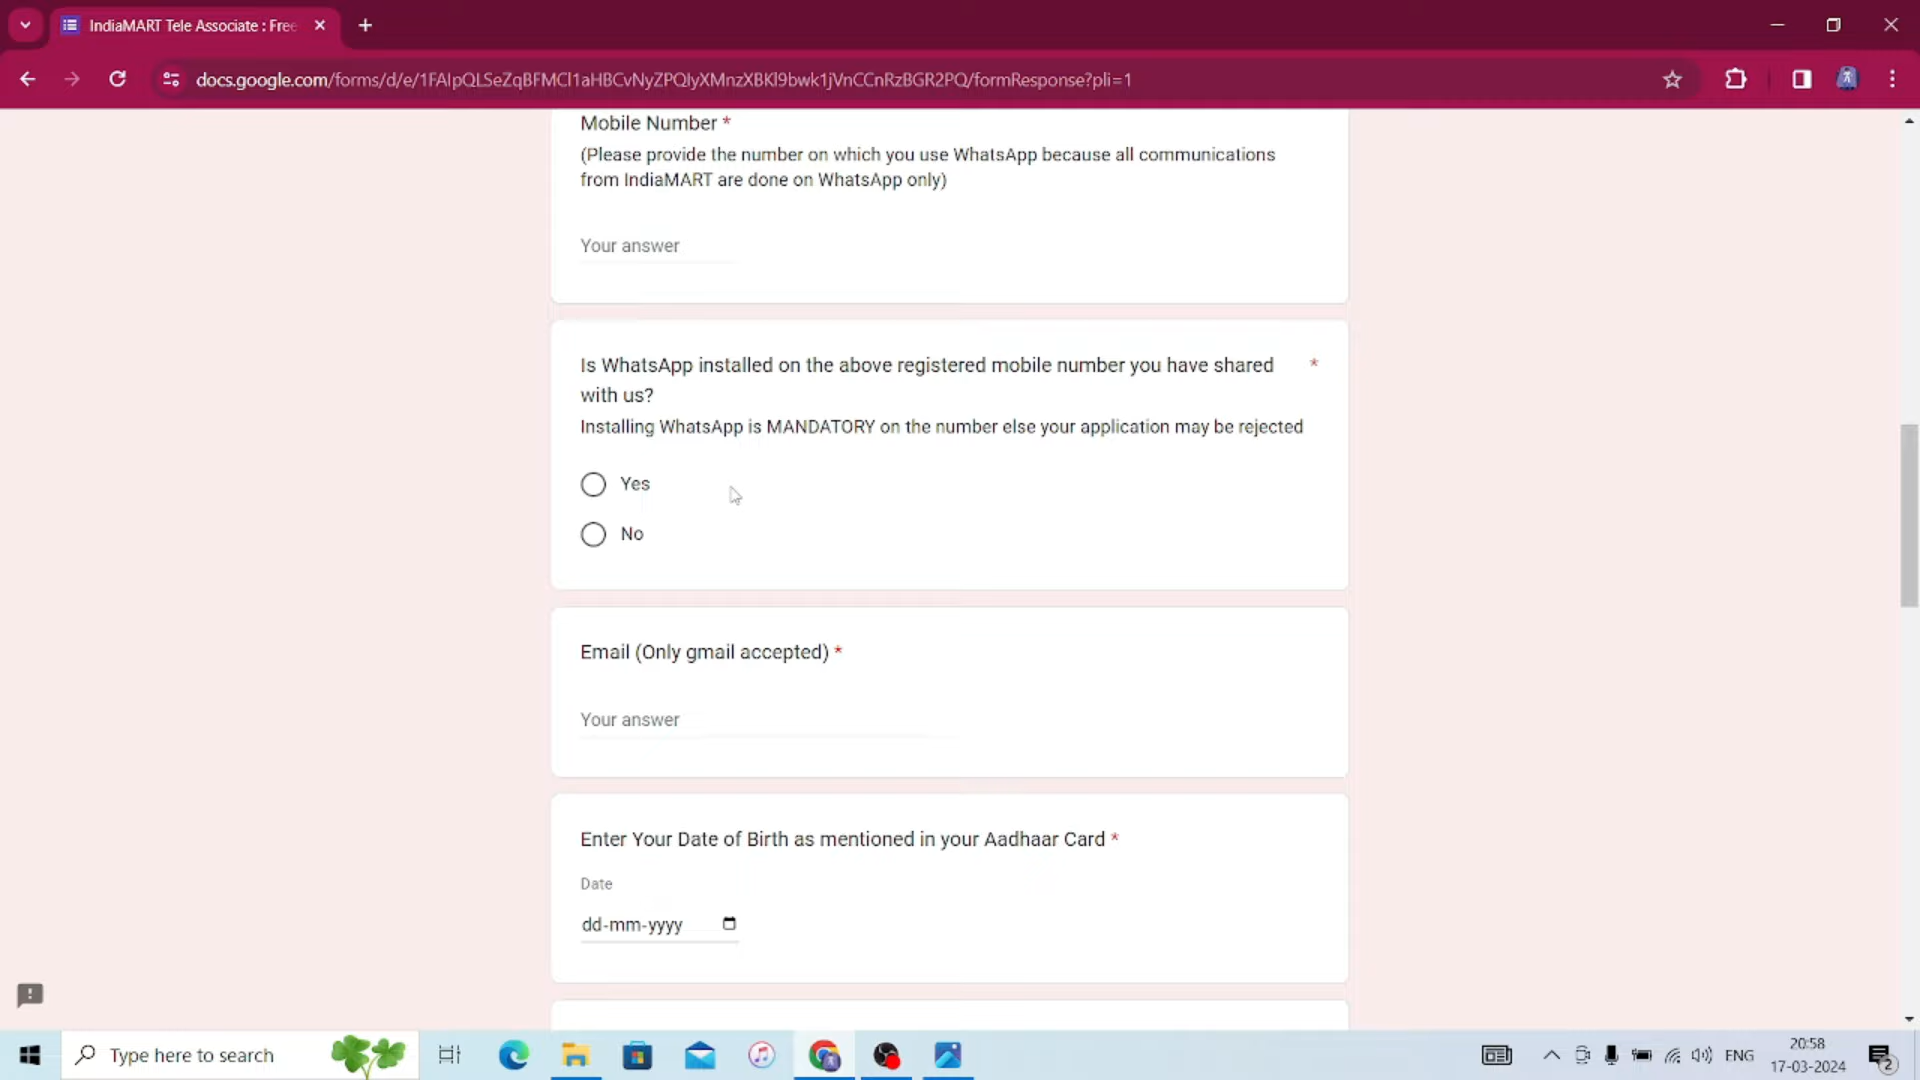 IndiaMART Tele Associate : Free
docs.google.com/forms/d/e/1FAIpQLSeZqBFMCl1aHBCvNyZPQIyXMnzXBKl9bwk1jVnCCnRzBGR2PQ/formResponse?pli=1
Mobile Number *
(Please provide the number on which you use WhatsApp because all communications
from IndiaMART are done on WhatsApp only)
Your answer
Is WhatsApp installed on the above registered mobile number you have shared *
with us?
Installing WhatsApp is MANDATORY on the number else your application may be rejected
Yes
No
Email (Only gmail accepted) *
Your answer
Enter Your Date of Birth as mentioned in your Aadhaar Card *
Date
dd-mm-yyyy
Type here to search
ENG
20:58
17-03-2024
2